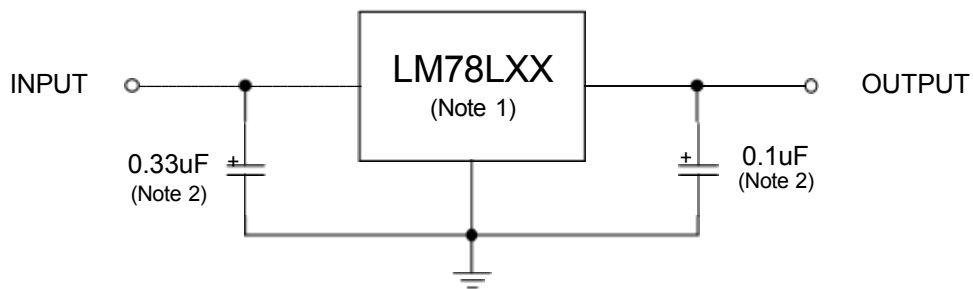 INPUT
LM78LXX
(Note 1)
OUTPUT
0.33uF
(Note 2)
+
+
0.1uF
(Note 2)